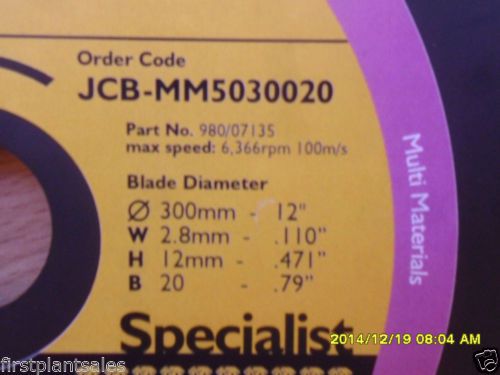 Order Code
JCB-MM5030020
Part No. 980/07135
max speed: 6,366rpm 100m/s
Blade Diameter
Ø 300mm - 12"
W 2.8mm - .110"
H 12mm - .471"
B 20 - .79"
Specialist
Multi Materials
2014/12/19 08:04 AM
firstplantsales